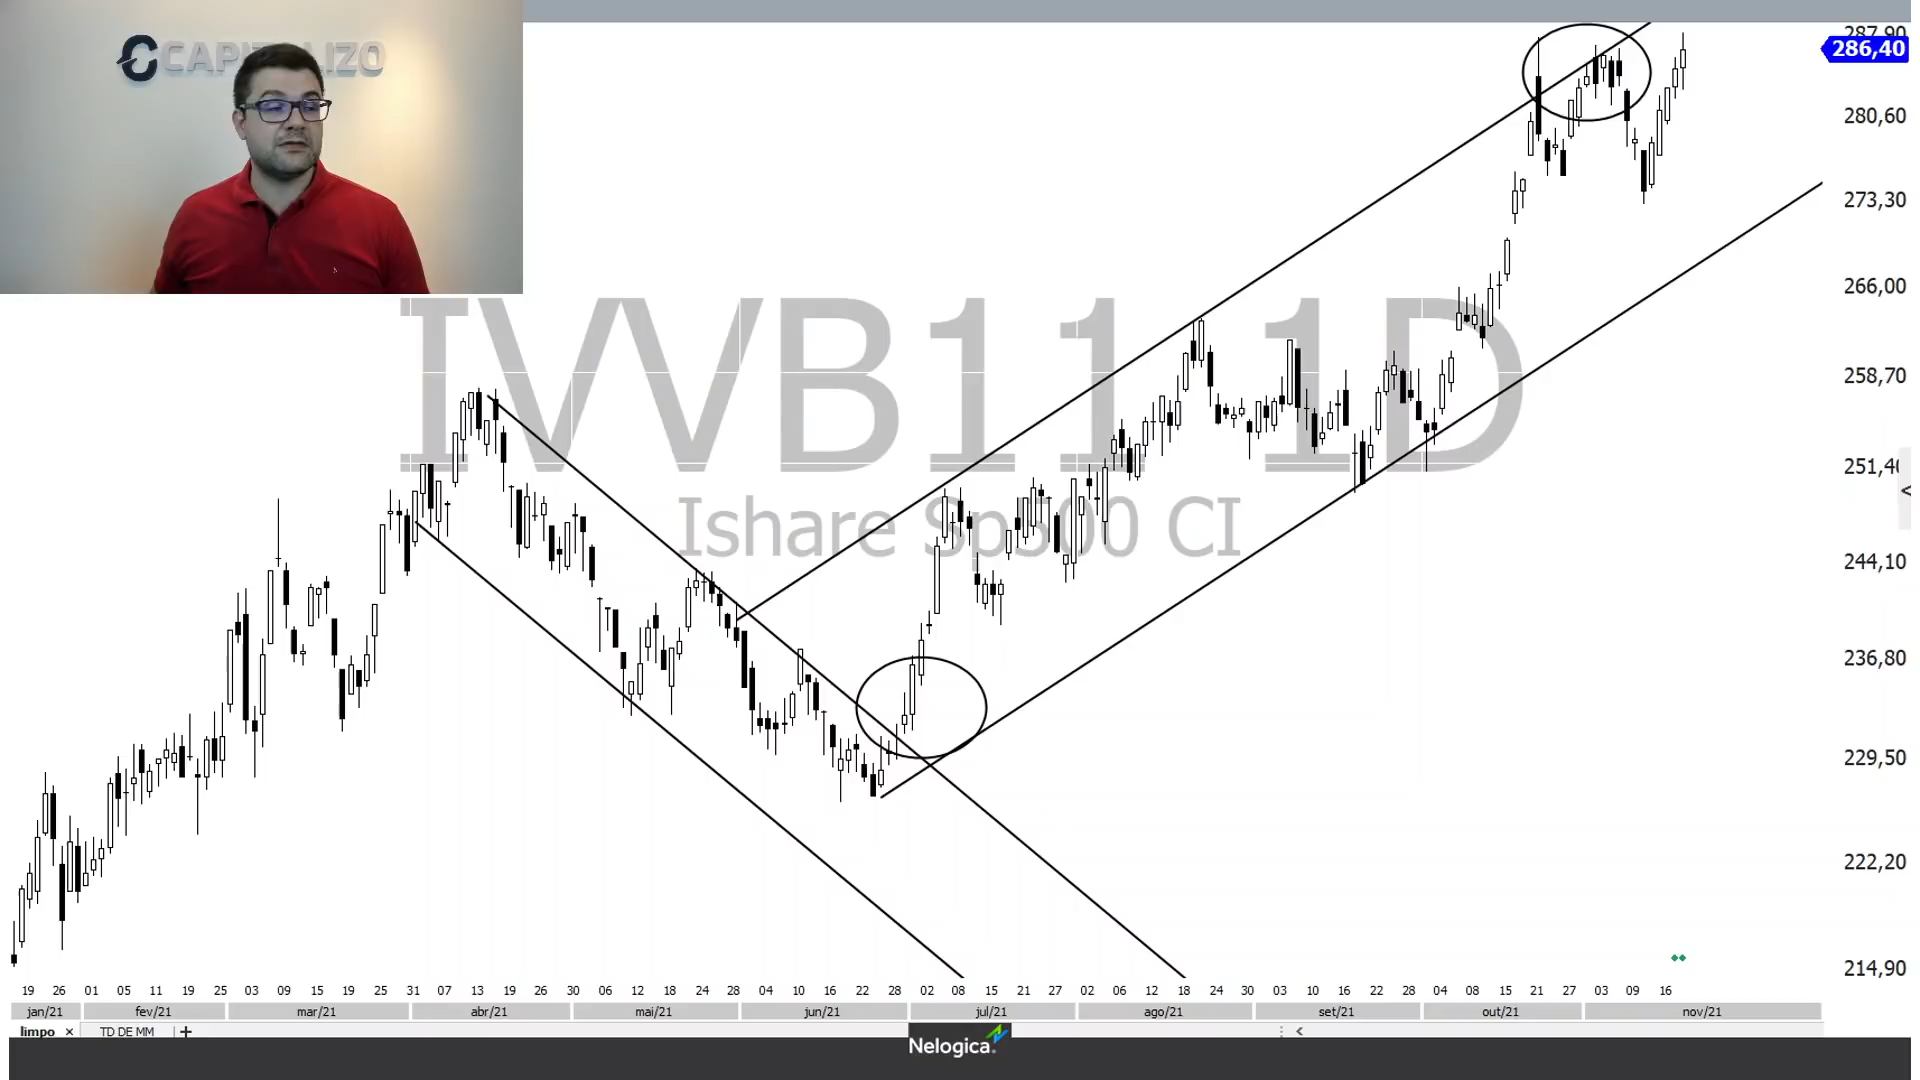 CAPITALIZO
287,90
286,40
280,60
273,30
266,00
258,70
251,40
244,10
236,80
229,50
222,20
214,90
IVVB11 1D
Ishare Sp500 CI
19 26 01 05 11 19 25 03 09 15 19 25 31 07 13 19 26 30 06 12 18 24 28 04 10 16 22 28 02 08 15 21 27 02 06 12 18 24 30 03 10 16 22 28 04 08 15 21 27 03 09 16
jan/21 fev/21 mar/21 abr/21 mai/21 jun/21 jul/21 ago/21 set/21 out/21 nov/21
limpo × TD DE MM +
Nelogica.